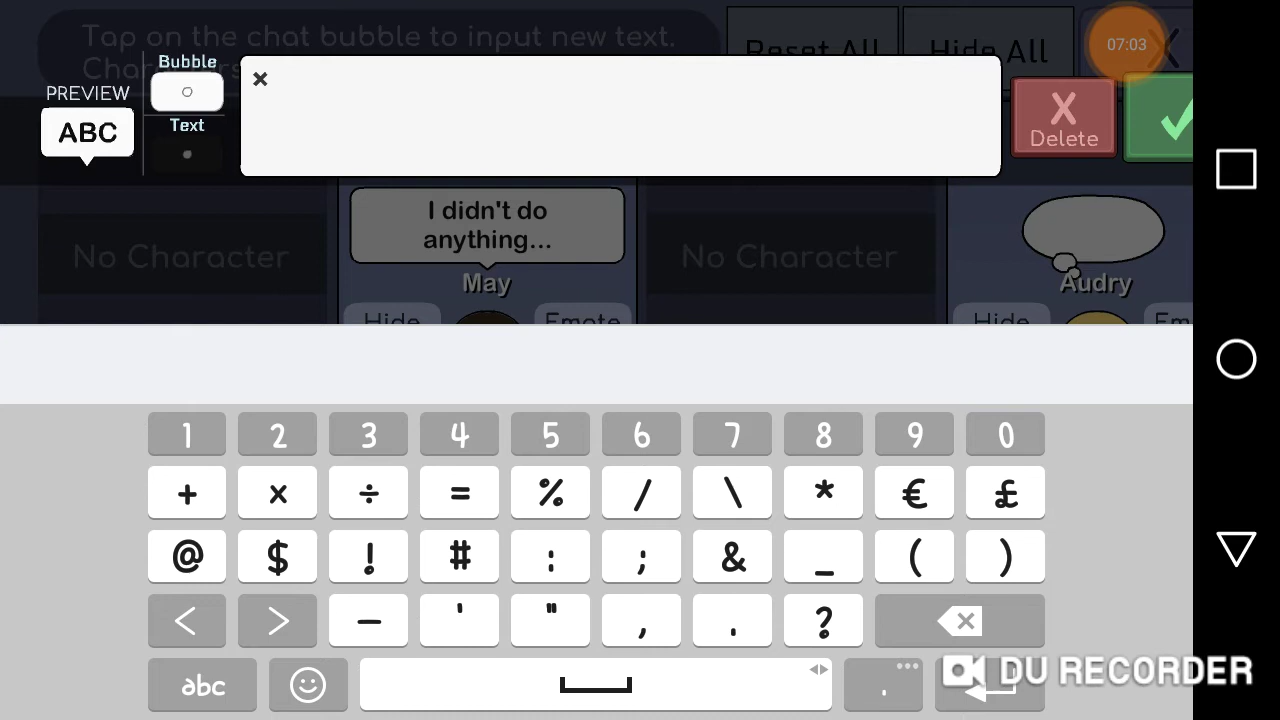 Tap on the chat bubble to input new text.
Characters
Reset All
Hide All
X
07:03
Bubble
PREVIEW
ABC
Text
×
X
Delete
No Character
I didn't do
anything...
May
Hide
Emote
No Character
Audry
Hide
Em
1 2 3 4 5 6 7 8 9 0
+ × ÷ = % / \ * € £
@ $ ! # : ; & _ ( )
< > – ' " , . ?
abc
.
DU RECORDER